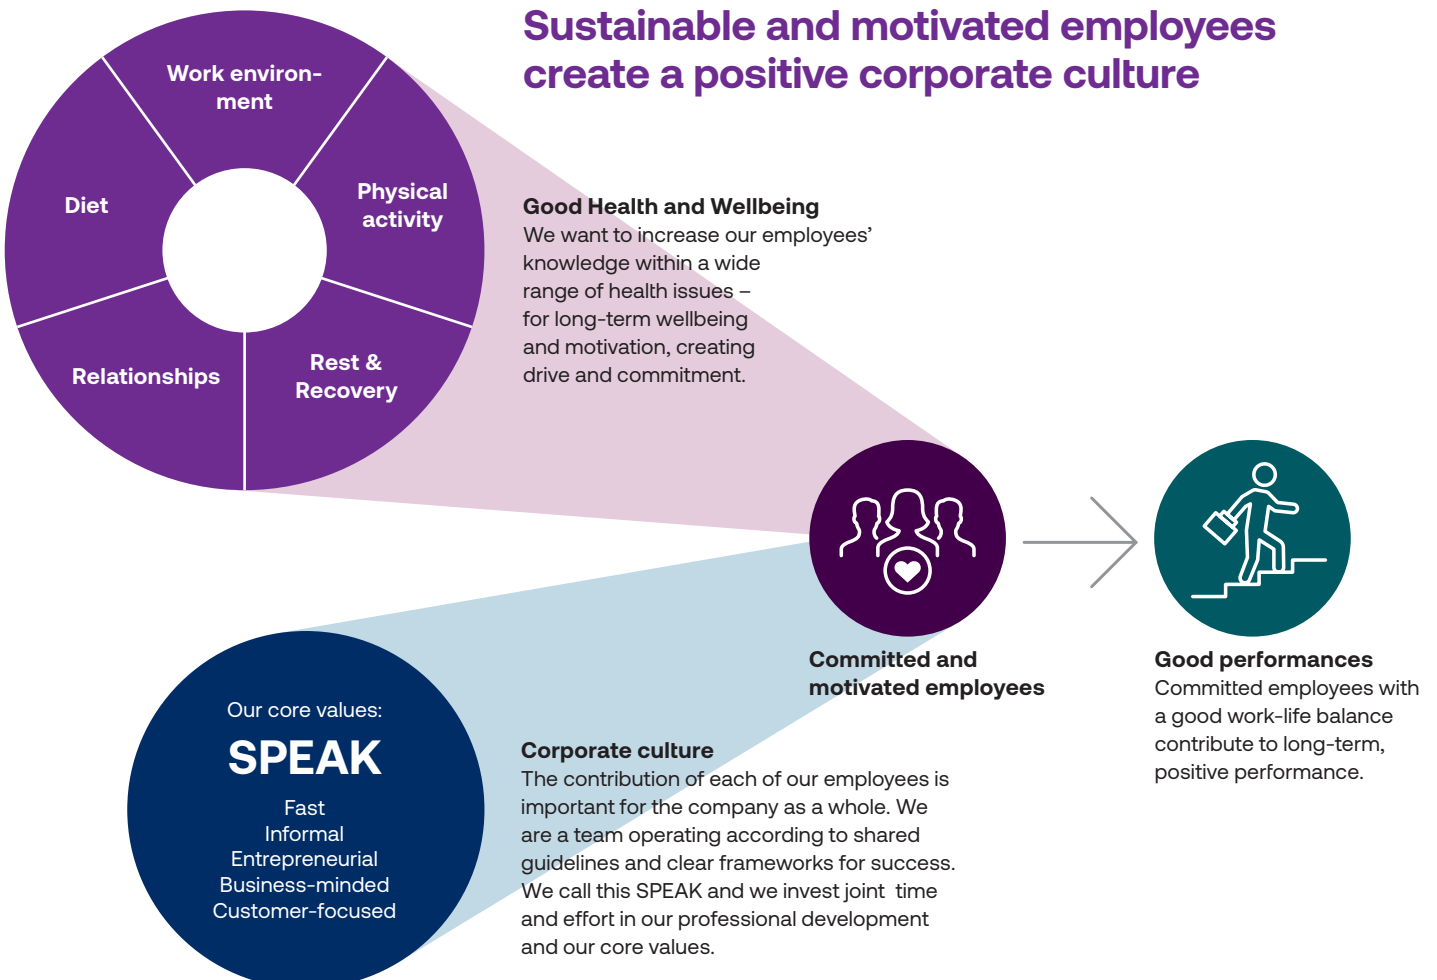 Sustainable and motivated employees
create a positive corporate culture
Work environ-
ment
Diet
Physical
activity
Relationships
Rest &
Recovery
Good Health and Wellbeing
We want to increase our employees’
knowledge within a wide
range of health issues –
for long-term wellbeing
and motivation, creating
drive and commitment.
Committed and
motivated employees
Good performances
Committed employees with
a good work-life balance
contribute to long-term,
positive performance.
Our core values:
SPEAK
Fast
Informal
Entrepreneurial
Business-minded
Customer-focused
Corporate culture
The contribution of each of our employees is
important for the company as a whole. We
are a team operating according to shared
guidelines and clear frameworks for success.
We call this SPEAK and we invest joint time
and effort in our professional development
and our core values.